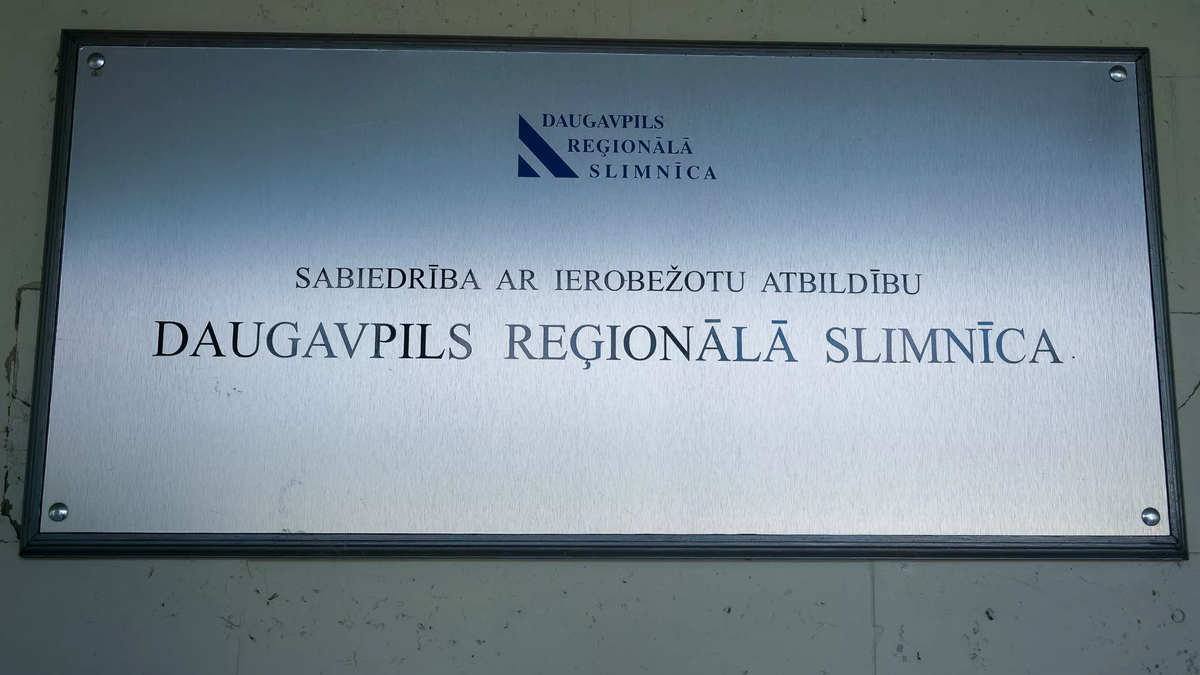 DAUGAVPILS
REĢIONĀLĀ
SLIMNĪCA
SABIEDRĪBA AR IEROBEŽOTU ATBILDĪBU
DAUGAVPILS REĢIONĀLĀ SLIMNĪCA